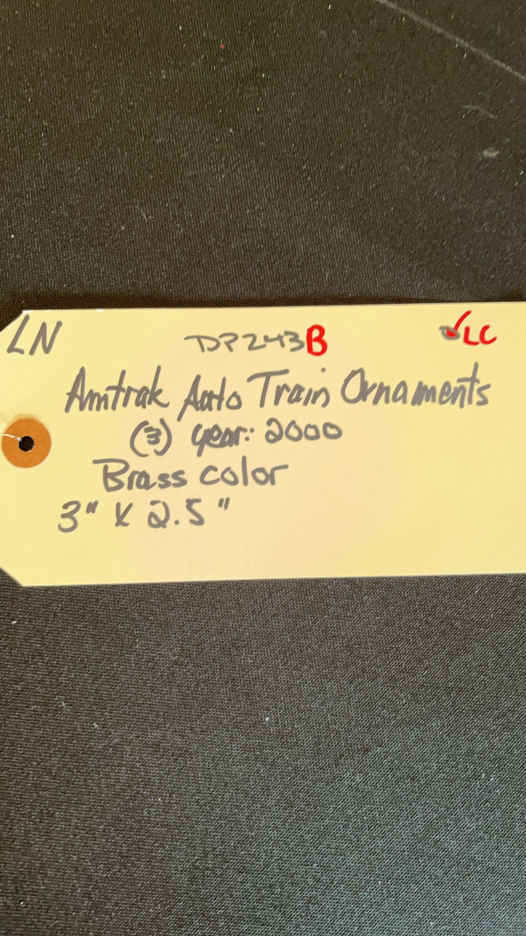 LN
DP243B
✓LC
Amtrak Auto Train Ornaments
(3) year: 2000
Brass color
3" X 2.5"